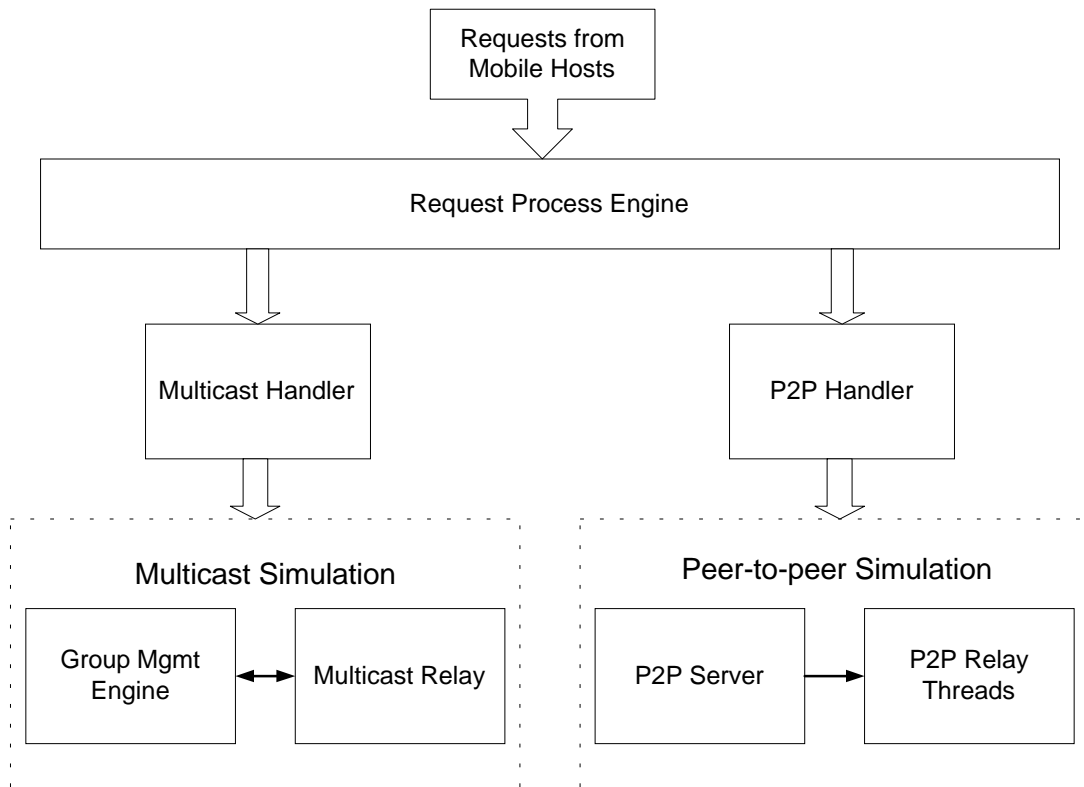 Requests from
Mobile Hosts
Request Process Engine
Multicast Handler
P2P Handler
Multicast Simulation
Peer-to-peer Simulation
Group Mgmt
Engine
Multicast Relay
P2P Server
P2P Relay
Threads